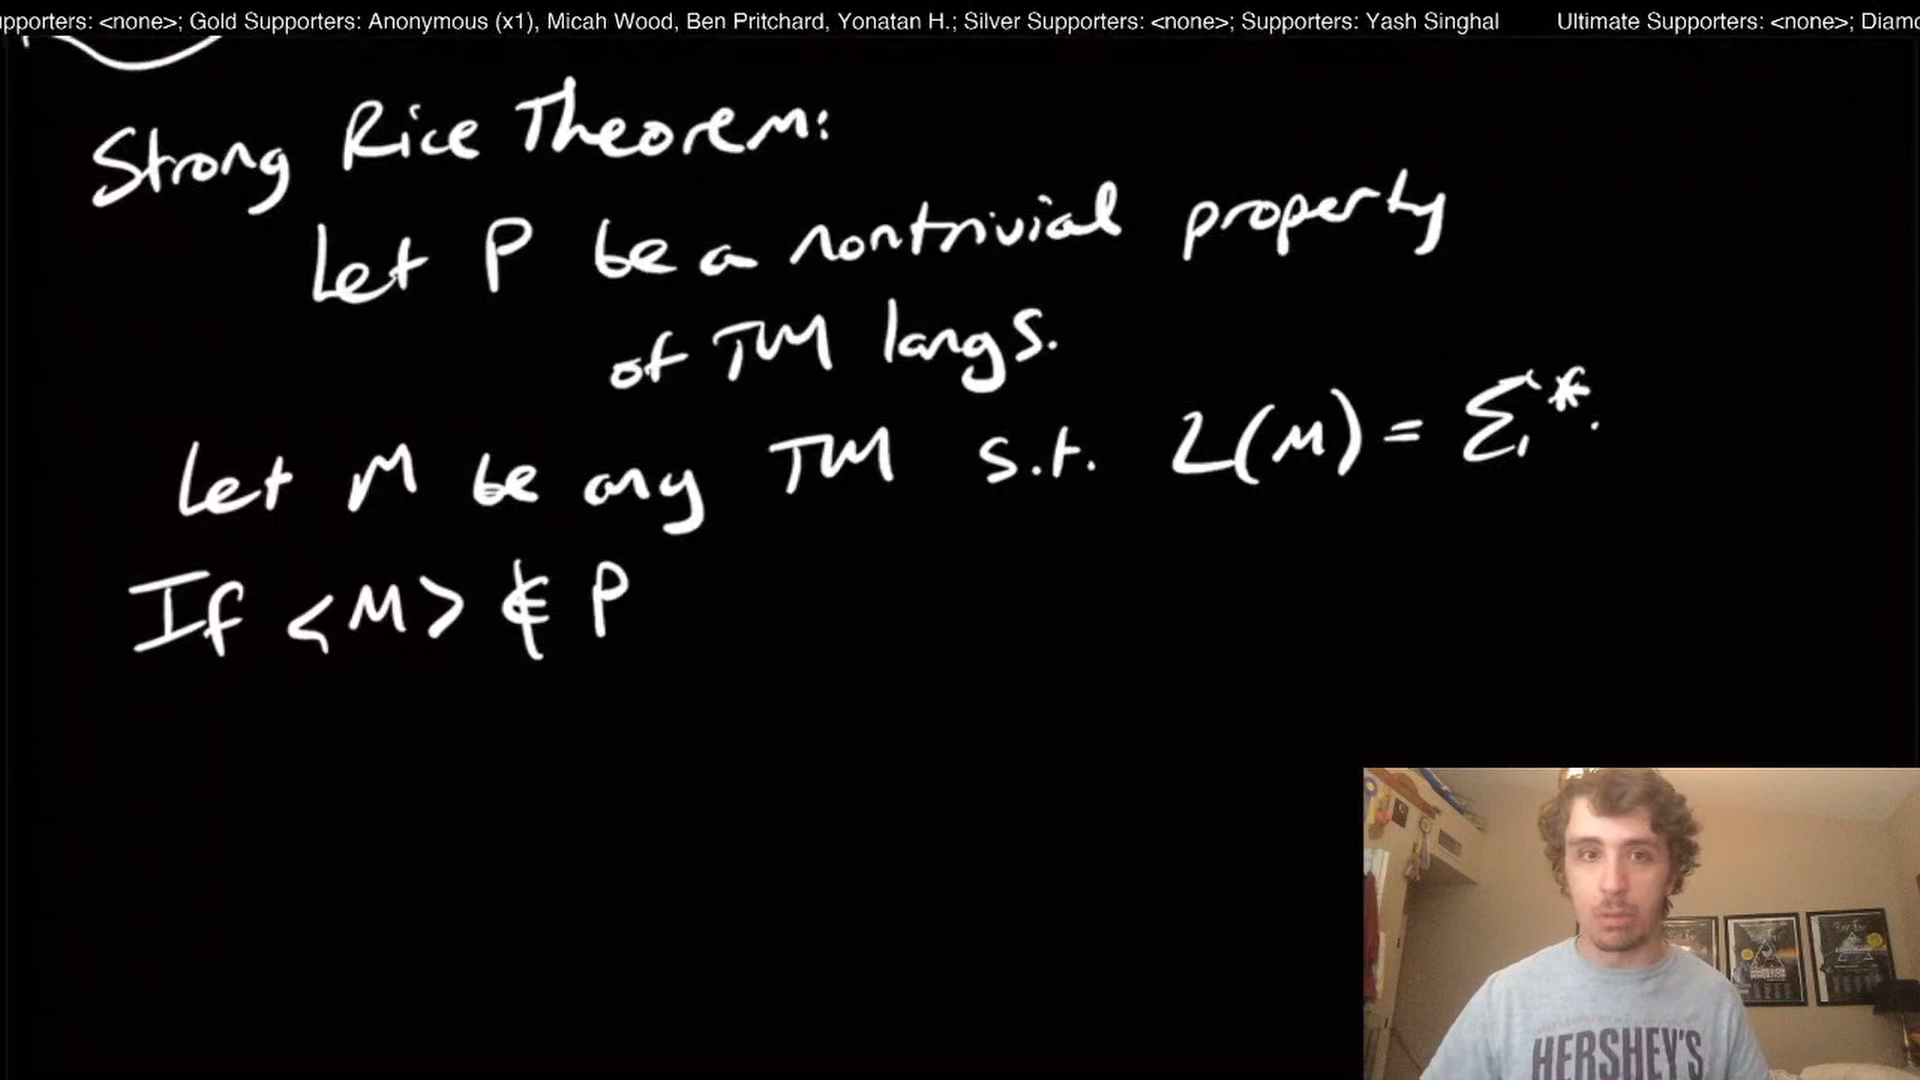 pporters: <none>; Gold Supporters: Anonymous (x1), Micah Wood, Ben Pritchard, Yonatan H.; Silver Supporters: <none>; Supporters: Yash Singhal Ultimate Supporters: <none>; Diamo
Strong Rice Theorem:
Let P be a nontrivial property
of TM langs.
Let M be any TM s.t. L(M) = Σ*.
If <M> ∉ P
HERSHEY'S